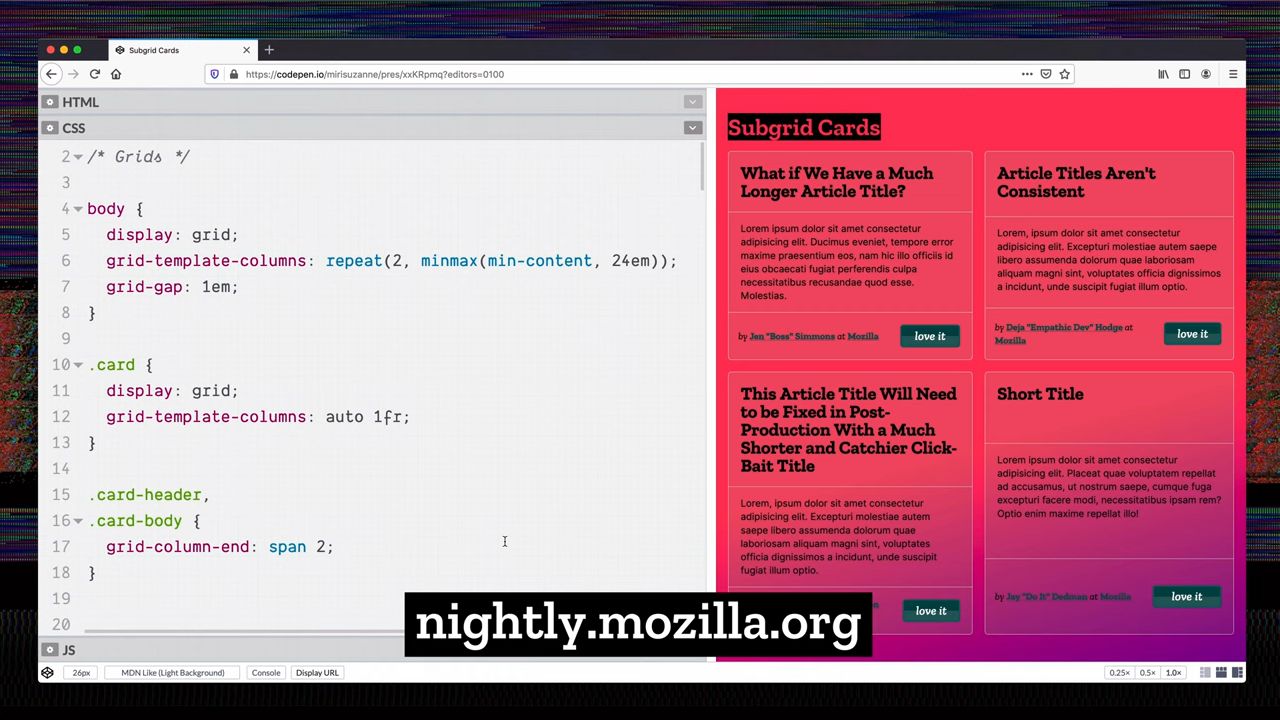 Subgrid Cards
https://codepen.io/mirisuzanne/pres/xxKRpmq?editors=0100
HTML
CSS
2 /* Grids */
3
4 body {
5 display: grid;
6 grid-template-columns: repeat(2, minmax(min-content, 24em));
7 grid-gap: 1em;
8 }
9
10 .card {
11 display: grid;
12 grid-template-columns: auto 1fr;
13 }
14
15 .card-header,
16 .card-body {
17 grid-column-end: span 2;
18 }
19
20
JS
Subgrid Cards
What if We Have a Much
Longer Article Title?
Lorem, ipsum dolor sit amet consectetur
adipisicing elit. Ducimus eveniet, tempore error
maxime praesentium eos, nam hic illo officiis id
eius obcaecati fugiat perferendis culpa
necessitatibus recusandae quod esse.
Molestias.
by Jen "Boss" Simmons at Mozilla
love it
Article Titles Aren't
Consistent
Lorem, ipsum dolor sit amet consectetur
adipisicing elit. Excepturi molestiae autem saepe
libero assumenda dolorem itaque, corporis
aliquam magni sint, voluptates officiis dignissimos
a incidunt, unde suscipit fugiat optio.
by Deja "Empathic Dev" Hodge at
Mozilla
love it
This Article Title Will Need
to be Fixed in Post-
Production With a Much
Shorter and Catchier Click-
Bait Title
Lorem, ipsum dolor sit amet consectetur
adipisicing elit. Excepturi molestiae autem
saepe libero assumenda dolorem itaque,
laboriosam aliquam magni sint, voluptates
officia dignissimos a incidunt, unde suscipit
fugiat optio.
love it
Short Title
Lorem, ipsum dolor sit amet consectetur
adipisicing elit. Placeat quae voluptatem repellat
ad accusamus, ut nostrum saepe, cumque fuga
excepturi facere modi, necessitatibus ipsam rem?
Optio enim maxime repellat illo!
by Jay "Do It" Dedman at Mozilla
love it
nightly.mozilla.org
26px
MDN Like (Light Background)
Console
Display URL
0.25×
0.5×
1.0×